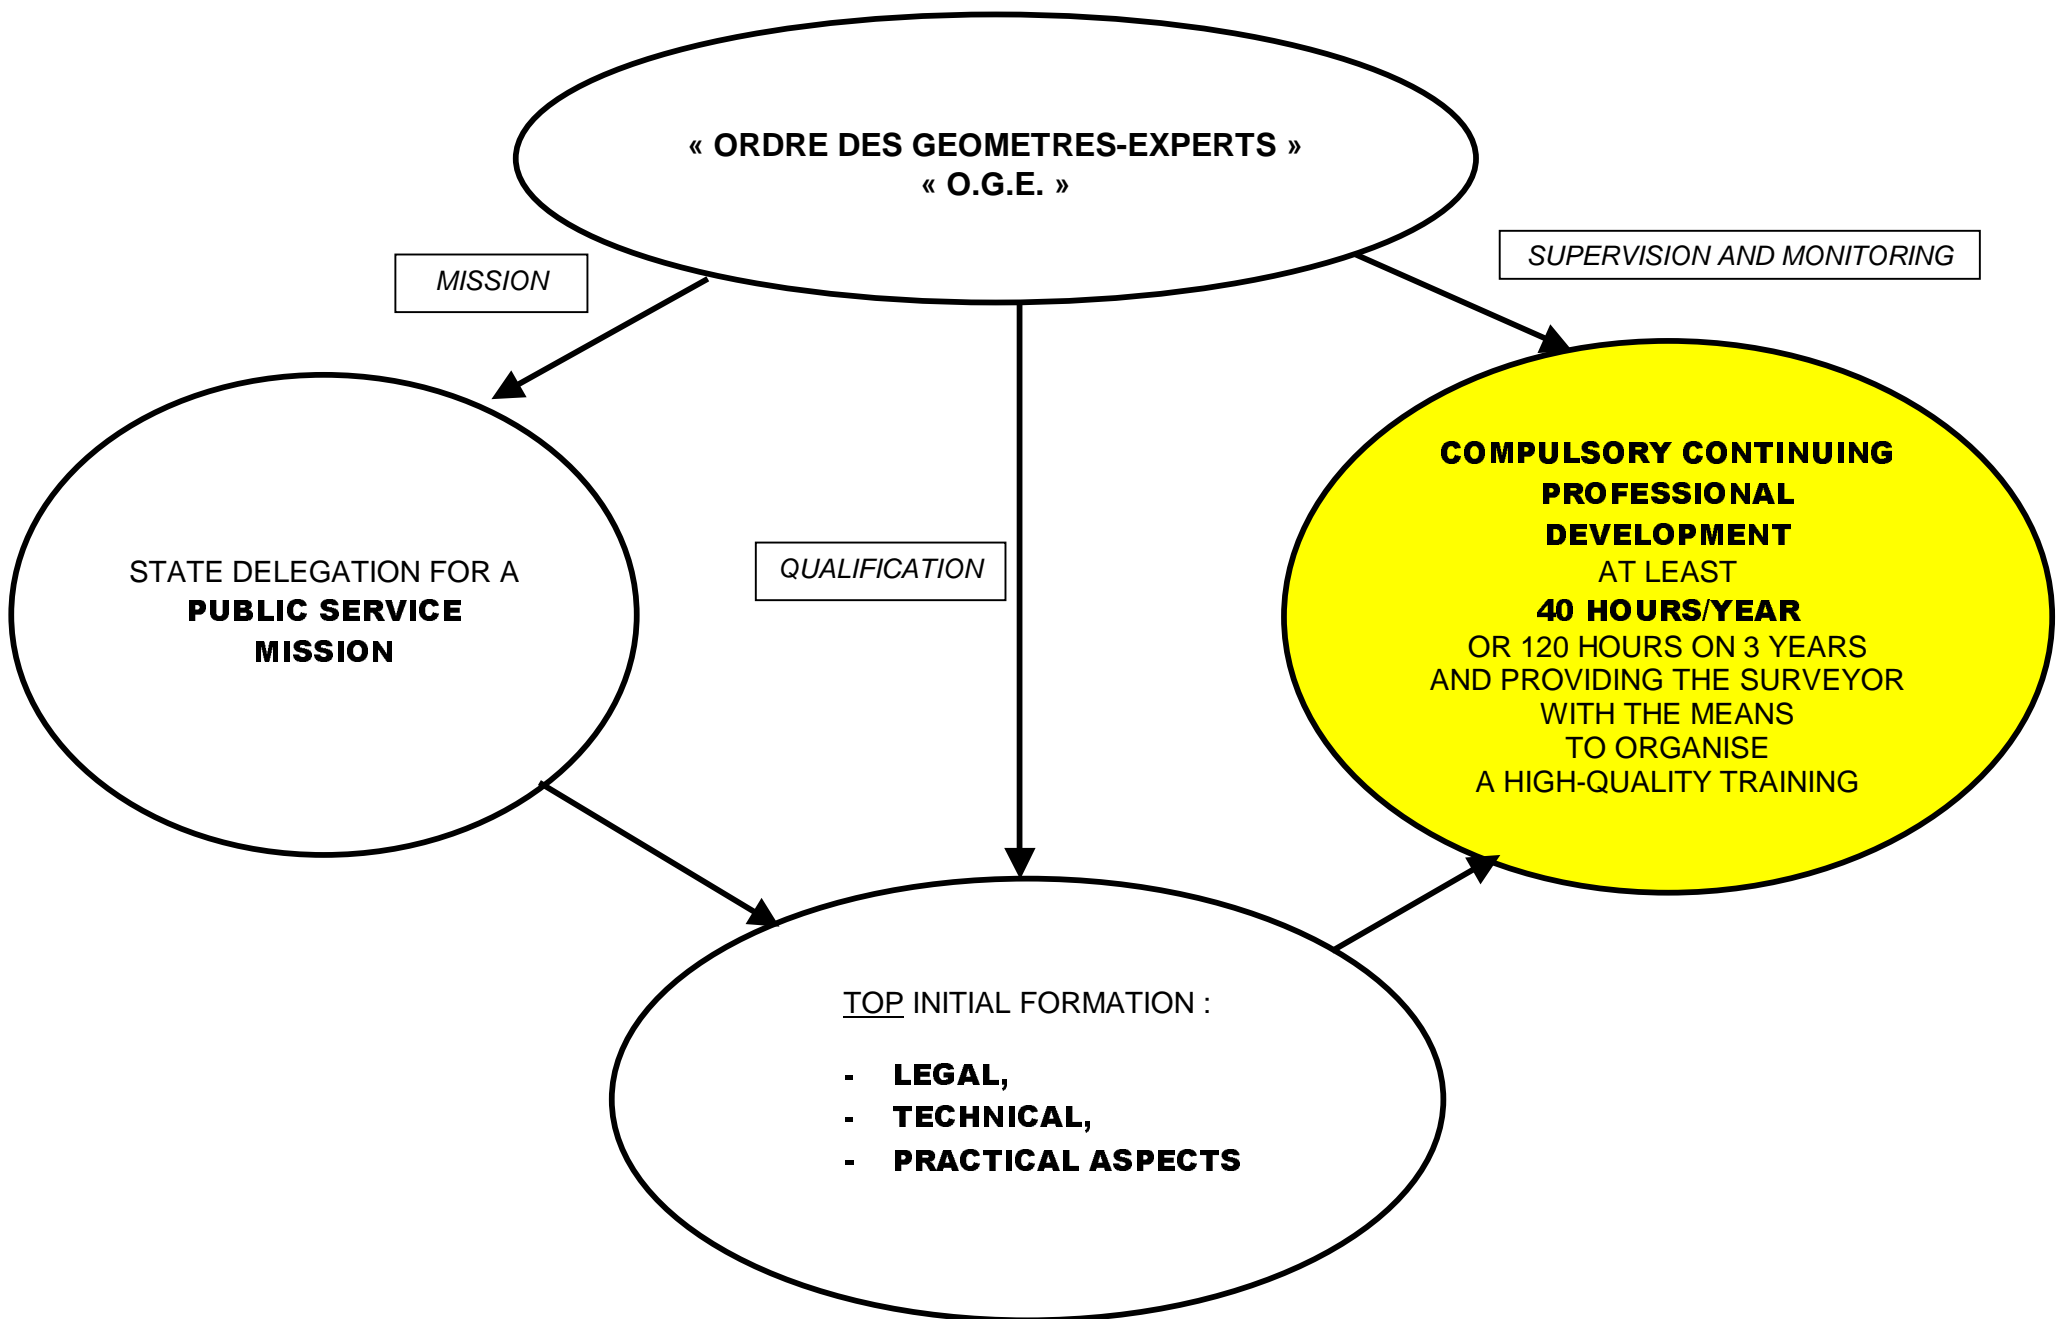 « ORDRE DES GEOMETRES-EXPERTS »
« O.G.E. »
MISSION
SUPERVISION AND MONITORING
STATE DELEGATION FOR A
PUBLIC SERVICE
MISSION
QUALIFICATION
COMPULSORY CONTINUING
PROFESSIONAL
DEVELOPMENT
AT LEAST
40 HOURS/YEAR
OR 120 HOURS ON 3 YEARS
AND PROVIDING THE SURVEYOR
WITH THE MEANS
TO ORGANISE
A HIGH-QUALITY TRAINING
TOP INITIAL FORMATION :
- LEGAL,
- TECHNICAL,
- PRACTICAL ASPECTS